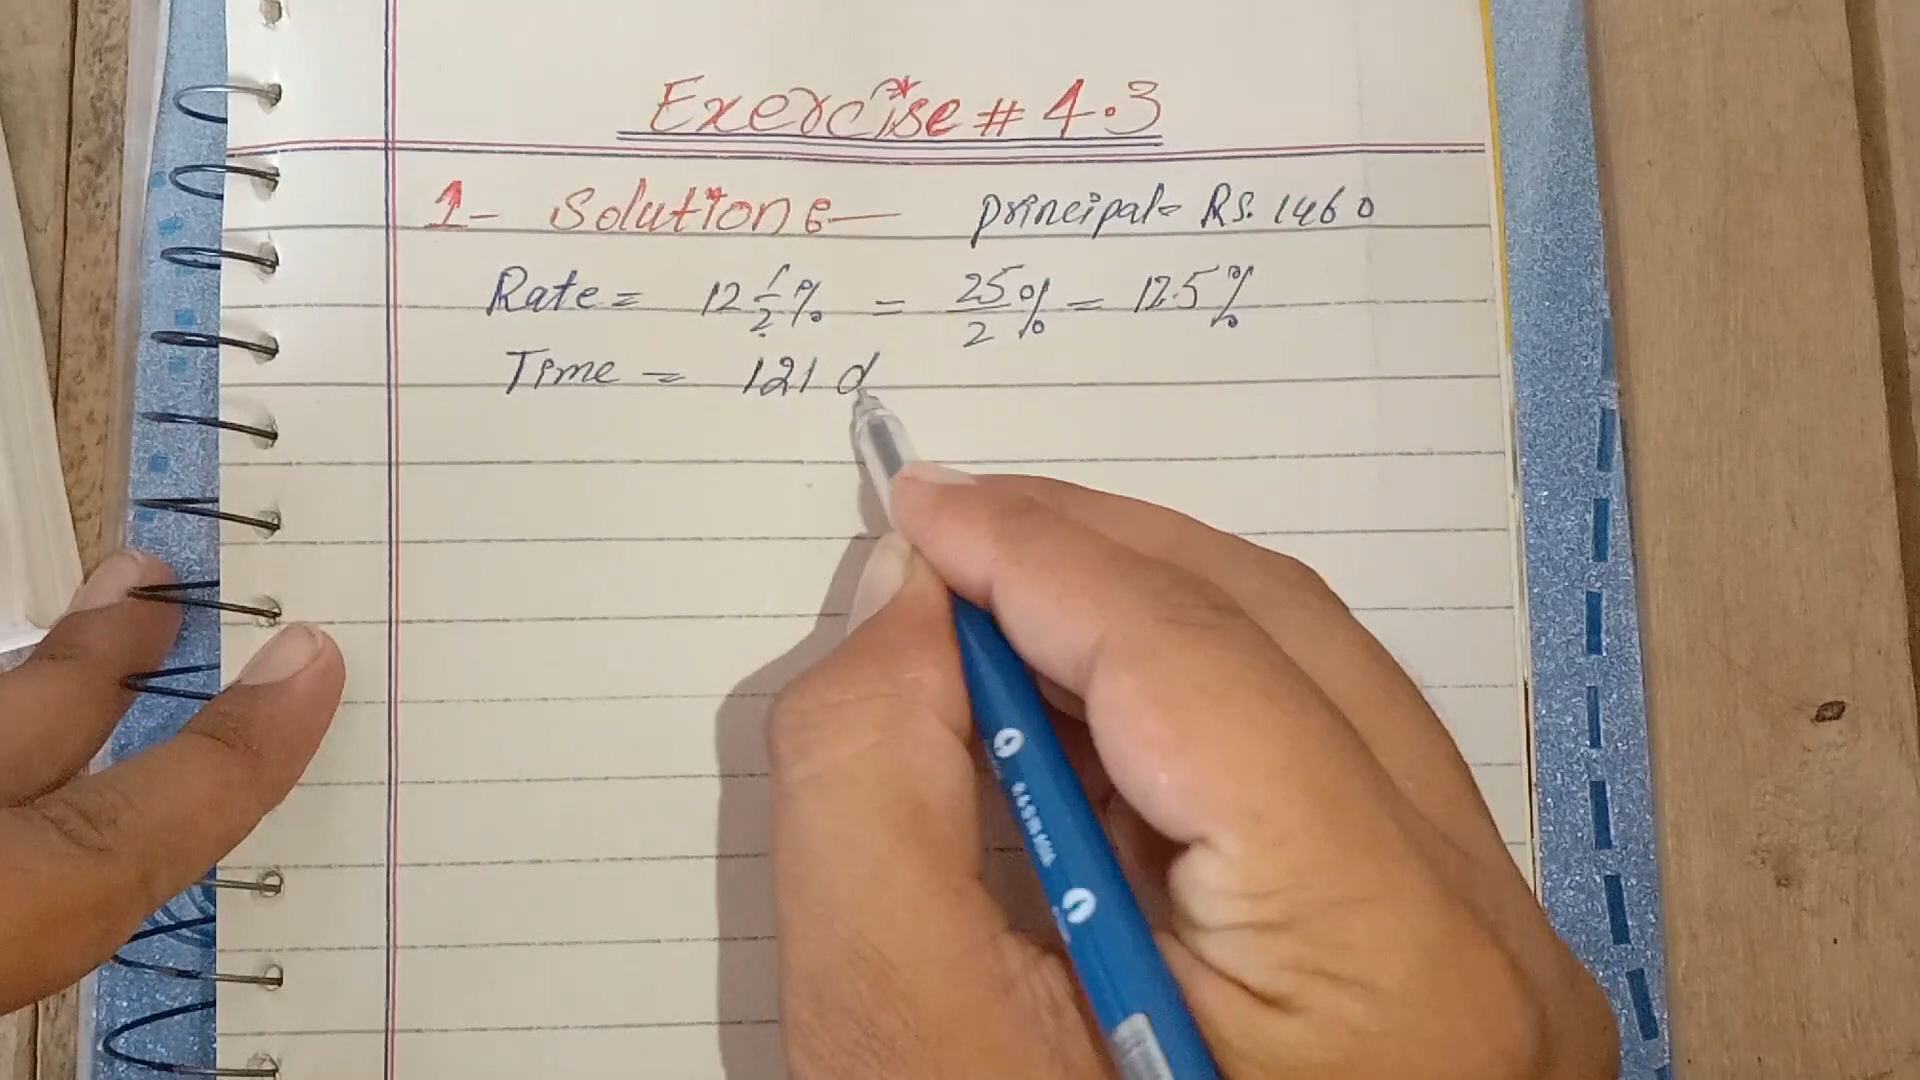 Exercise # 4.3
1- Solution :— principal = Rs. 1460
Rate = 12 1/2 % = 25/2 % = 12.5%
Time = 121 d